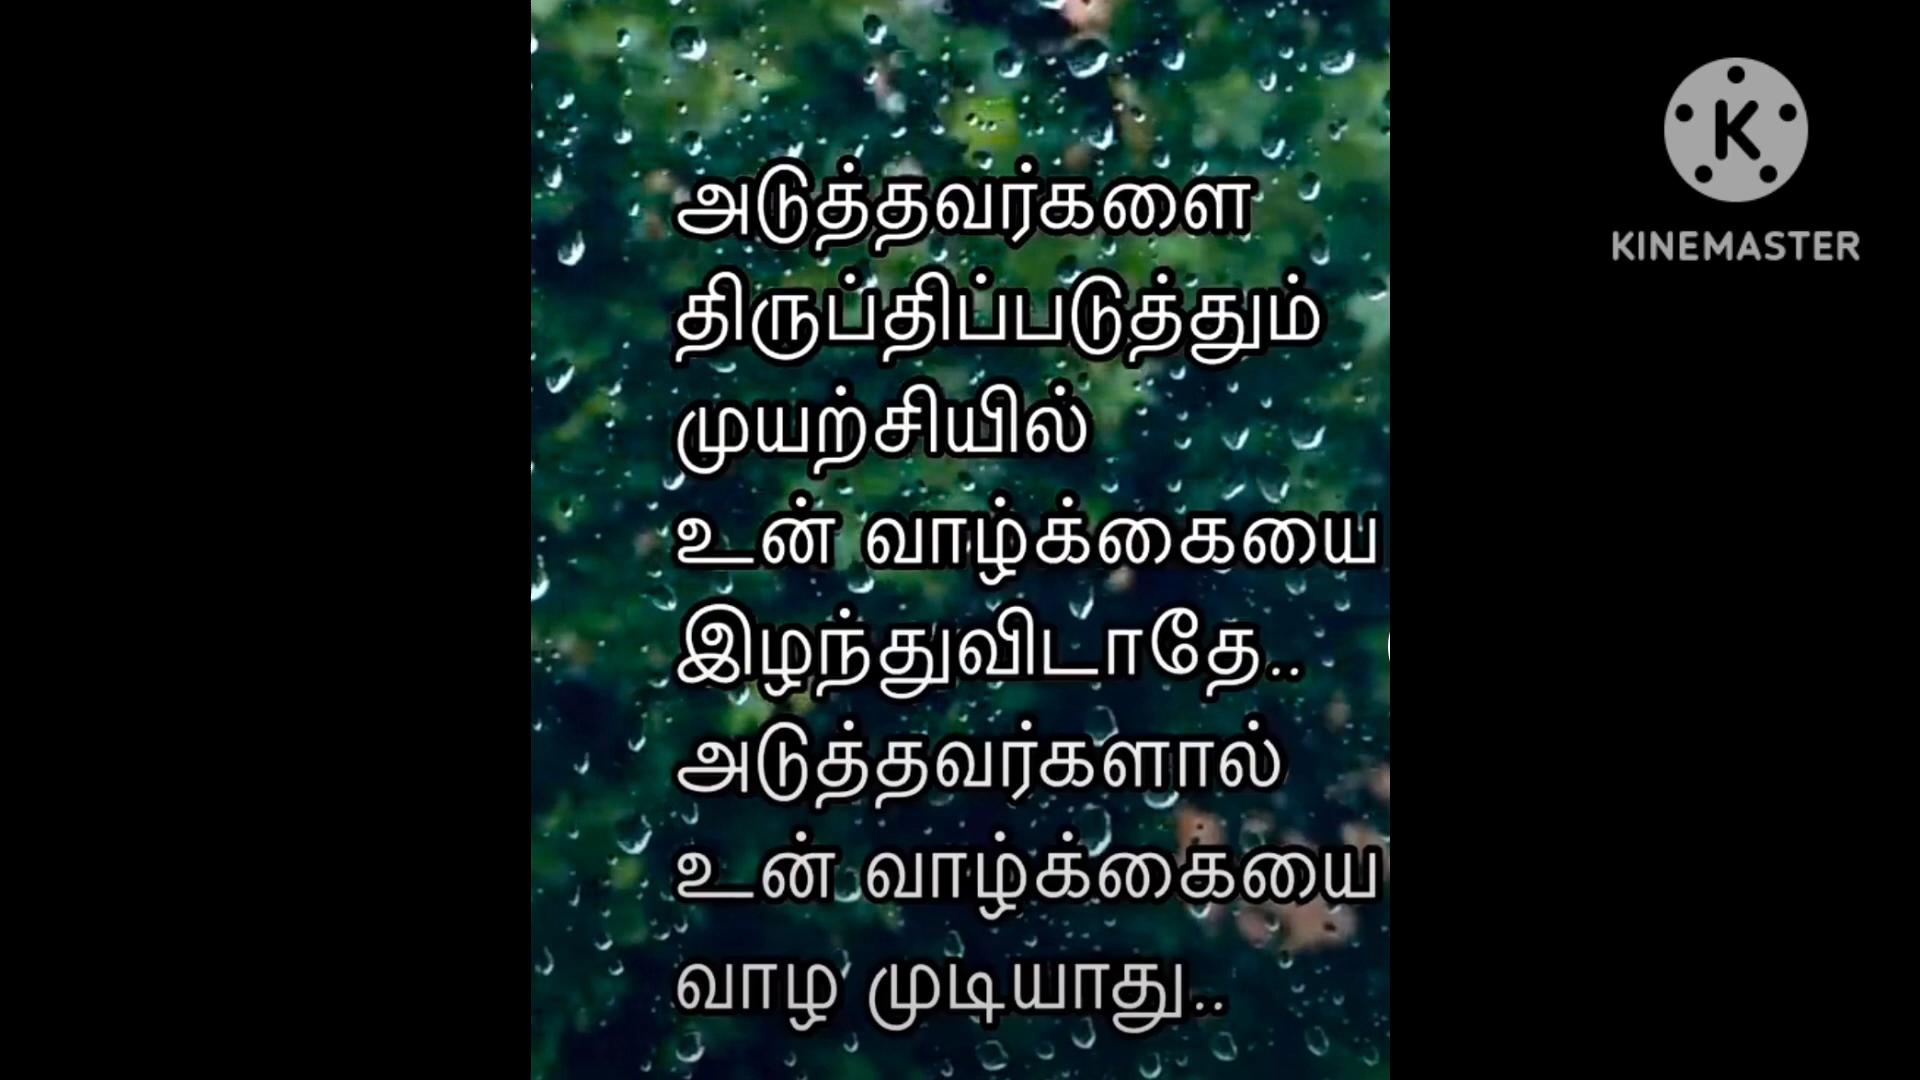 அடுத்தவர்களை
திருப்திப்படுத்தும்
முயற்சியில்
உன் வாழ்க்கையை
இழந்துவிடாதே..
அடுத்தவர்களால்
உன் வாழ்க்கையை
வாழ முடியாது..
K
KINEMASTER